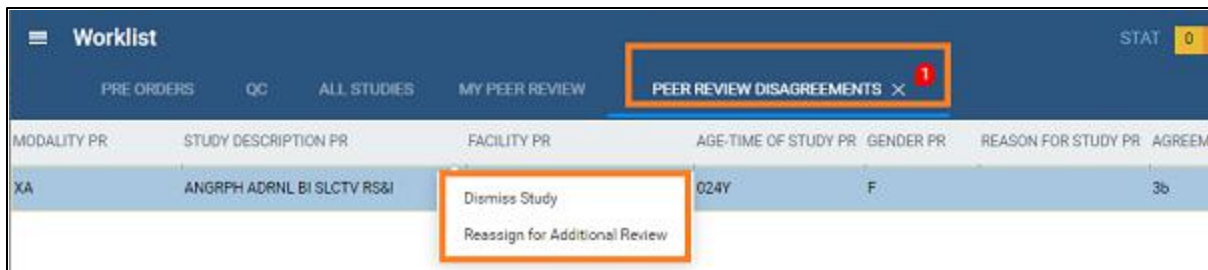 Worklist
STAT 0
PRE ORDERS QC ALL STUDIES MY PEER REVIEW PEER REVIEW DISAGREEMENTS × 1
MODALITY PR STUDY DESCRIPTION PR FACILITY PR AGE-TIME OF STUDY PR GENDER PR REASON FOR STUDY PR AGREEM
XA ANGRPH ADRNL BI SLCTV RS&I 024Y F 3b
Dismiss Study
Reassign for Additional Review